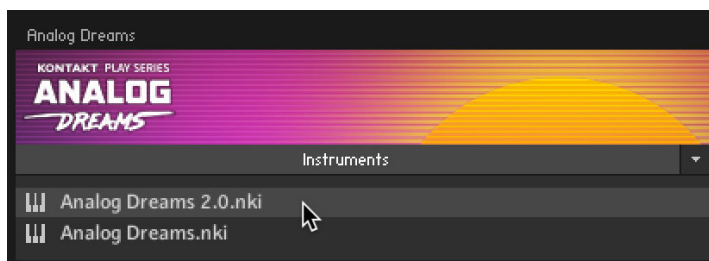 Analog Dreams
KONTAKT PLAY SERIES
ANALOG
DREAMS
Instruments
Analog Dreams 2.0.nki
Analog Dreams.nki